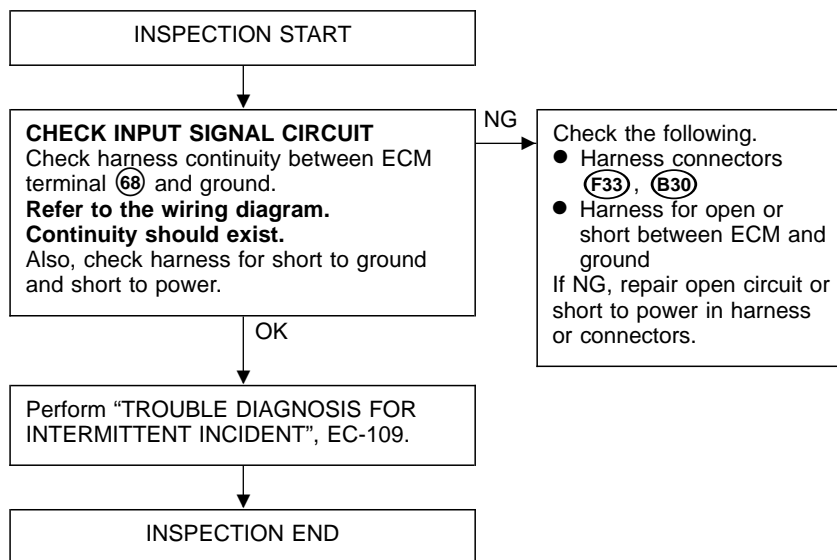 INSPECTION START
CHECK INPUT SIGNAL CIRCUIT
Check harness continuity between ECM
terminal 68 and ground.
Refer to the wiring diagram.
Continuity should exist.
Also, check harness for short to ground
and short to power.
NG
Check the following.
● Harness connectors
F33, B30
● Harness for open or
short between ECM and
ground
If NG, repair open circuit or
short to power in harness
or connectors.
OK
Perform “TROUBLE DIAGNOSIS FOR
INTERMITTENT INCIDENT”, EC-109.
INSPECTION END